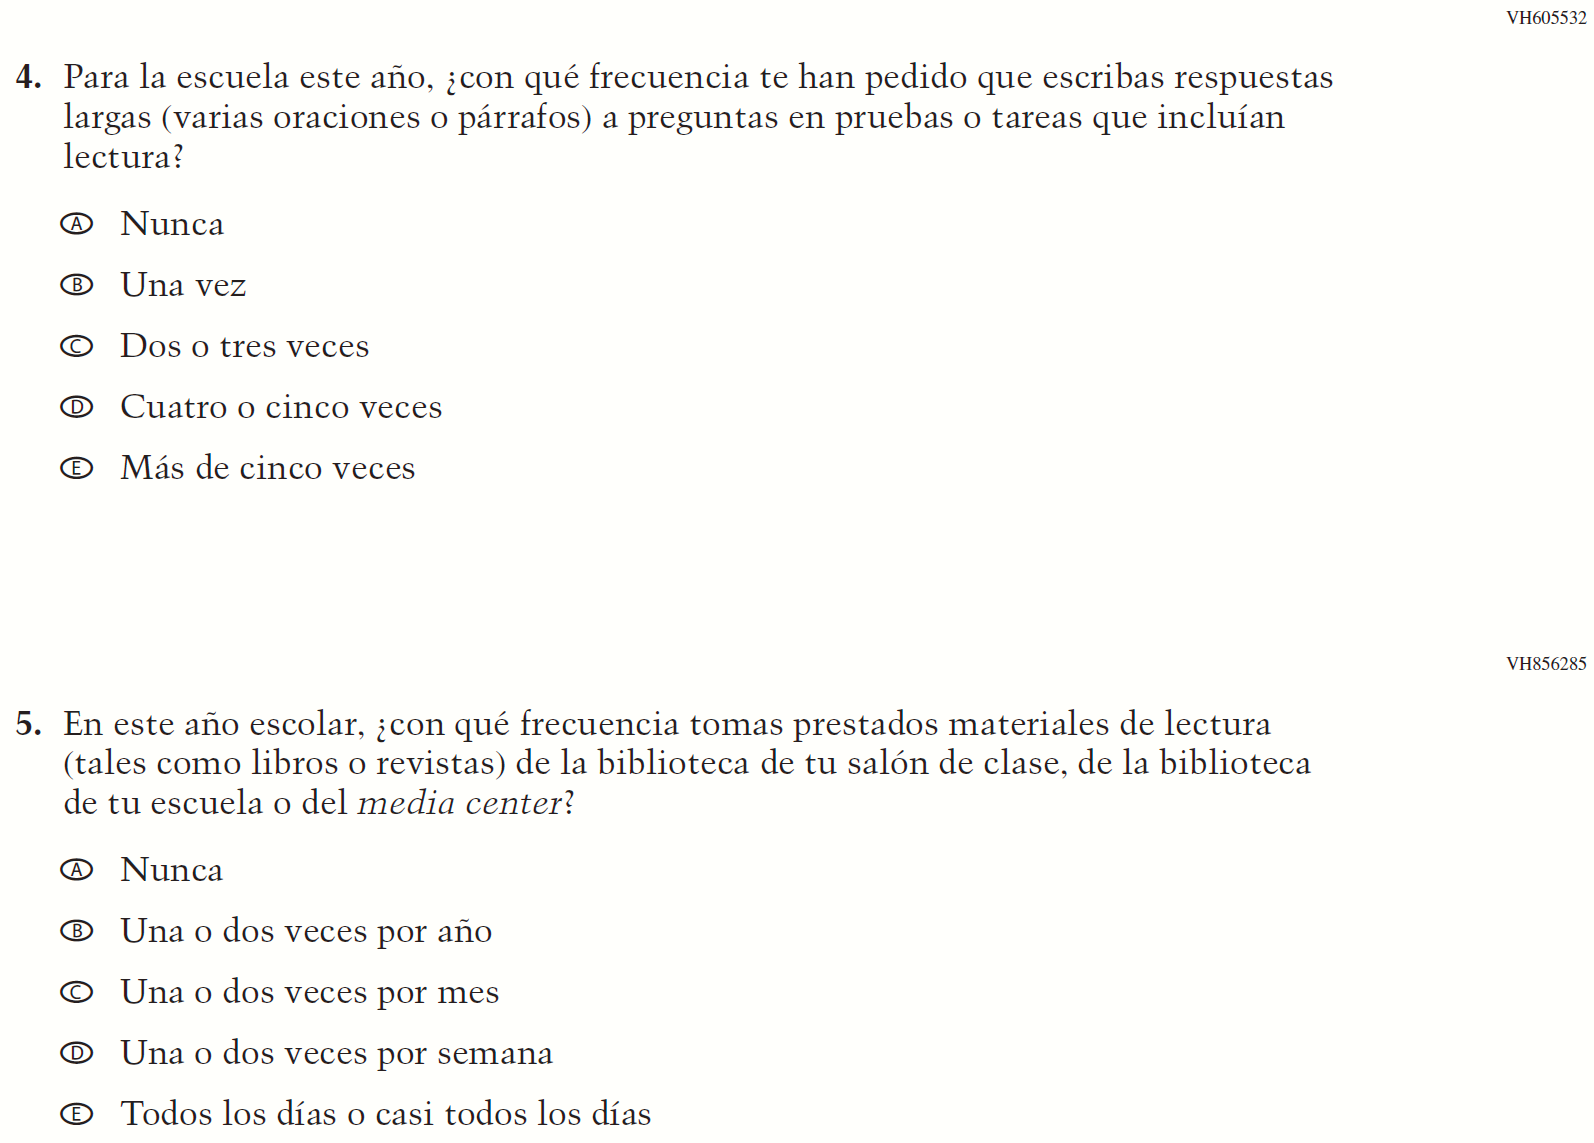 VH605532
4. Para la escuela este año, ¿con qué frecuencia te han pedido que escribas respuestas
largas (varias oraciones o párrafos) a preguntas en pruebas o tareas que incluían
lectura?
A Nunca
B Una vez
C Dos o tres veces
D Cuatro o cinco veces
E Más de cinco veces
VH856285
5. En este año escolar, ¿con qué frecuencia tomas prestados materiales de lectura
(tales como libros o revistas) de la biblioteca de tu salón de clase, de la biblioteca
de tu escuela o del media center?
A Nunca
B Una o dos veces por año
C Una o dos veces por mes
D Una o dos veces por semana
E Todos los días o casi todos los días